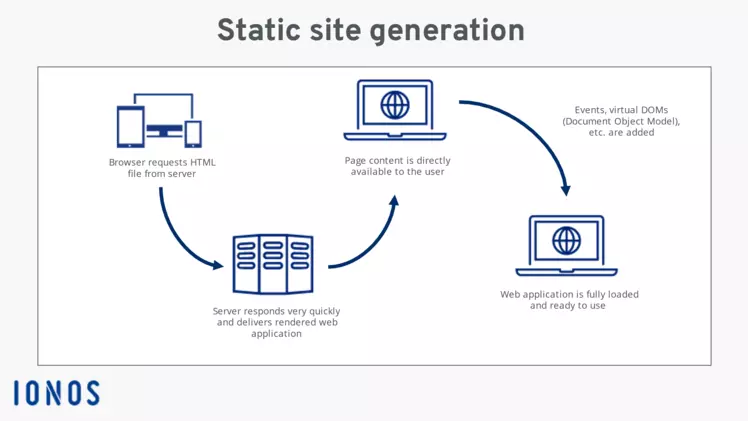 Static site generation
Browser requests HTML
file from server
Server responds very quickly
and delivers rendered web
application
Page content is directly
available to the user
Events, virtual DOMs
(Document Object Model),
etc. are added
Web application is fully loaded
and ready to use
IONOS